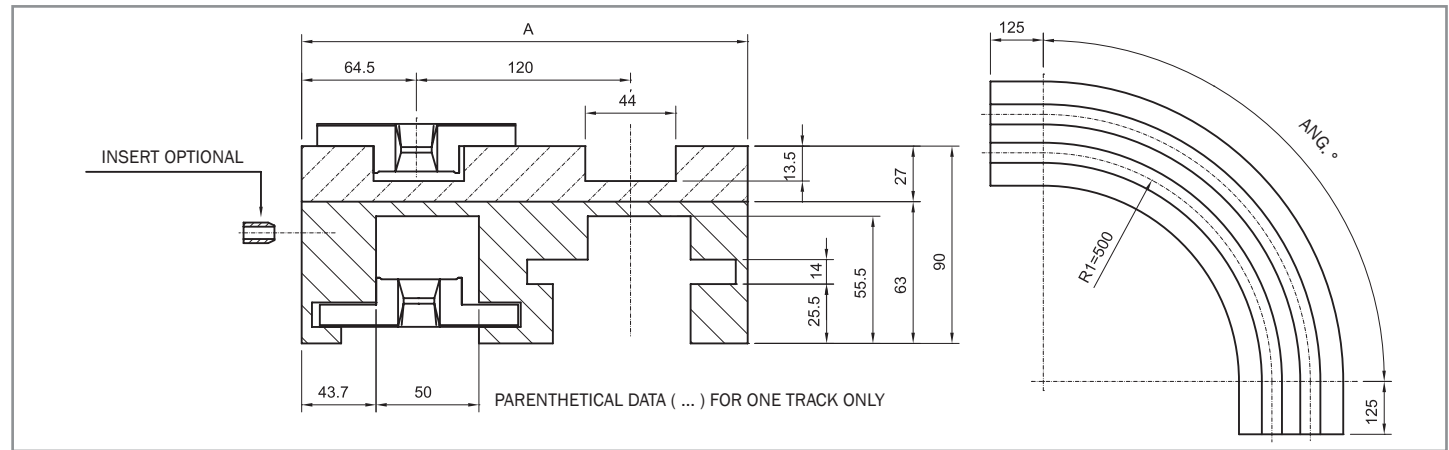 A
125
64.5
120
44
ANG. °
INSERT OPTIONAL
13.5
27
R1=500
14
55.5
63
90
25.5
43.7
50
PARENTHETICAL DATA ( ... ) FOR ONE TRACK ONLY
125